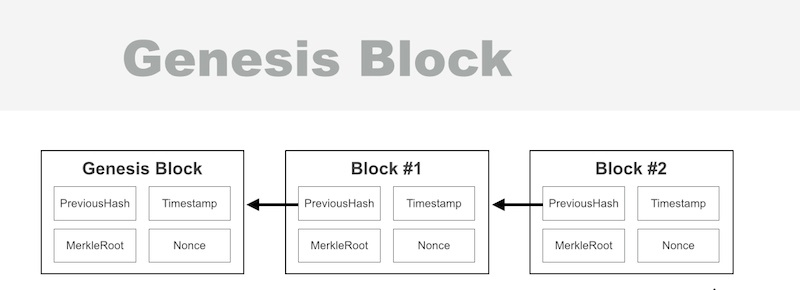 Genesis Block
Genesis Block
PreviousHash
Timestamp
MerkleRoot
Nonce
Block #1
PreviousHash
Timestamp
MerkleRoot
Nonce
Block #2
PreviousHash
Timestamp
MerkleRoot
Nonce